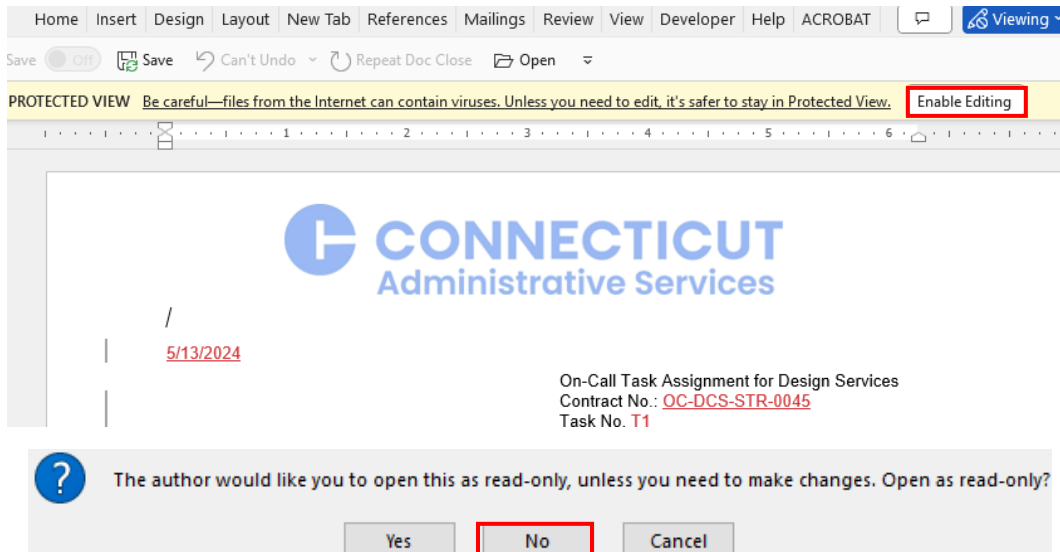 Home Insert Design Layout New Tab References Mailings Review View Developer Help ACROBAT Viewing
Save Off Save Can't Undo Repeat Doc Close Open
PROTECTED VIEW Be careful—files from the Internet can contain viruses. Unless you need to edit, it's safer to stay in Protected View. Enable Editing
1 2 3 4 5 6
CONNECTICUT
Administrative Services
/
5/13/2024
On-Call Task Assignment for Design Services
Contract No.: OC-DCS-STR-0045
Task No. T1
? The author would like you to open this as read-only, unless you need to make changes. Open as read-only?
Yes No Cancel